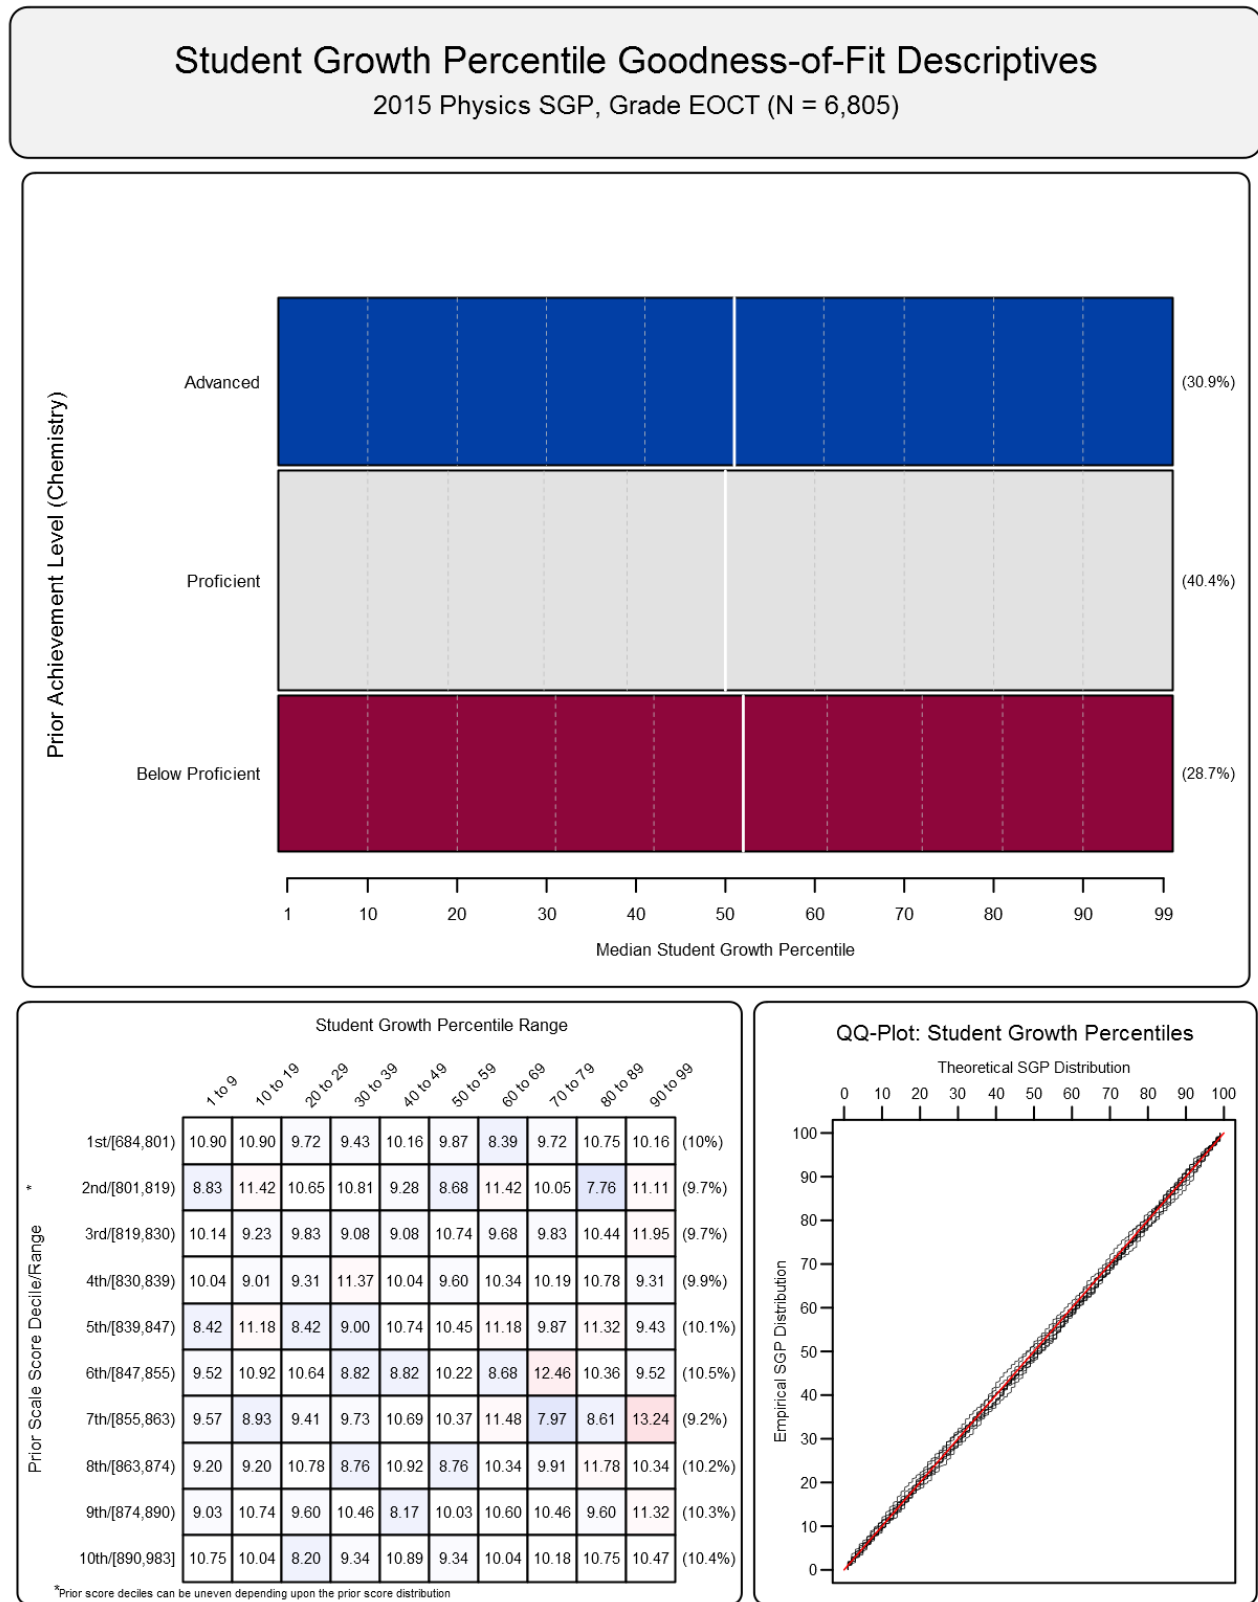 Student Growth Percentile Goodness-of-Fit Descriptives
2015 Physics SGP, Grade EOCT (N = 6,805)
Prior Achievement Level (Chemistry)
Advanced
(30.9%)
Proficient
(40.4%)
Below Proficient
(28.7%)
1 10 20 30 40 50 60 70 80 90 99
Median Student Growth Percentile
Student Growth Percentile Range
1 to 9 10 to 19 20 to 29 30 to 39 40 to 49 50 to 59 60 to 69 70 to 79 80 to 89 90 to 99
* Prior Scale Score Decile/Range
1st/[684,801) 10.90 10.90 9.72 9.43 10.16 9.87 8.39 9.72 10.75 10.16 (10%)
2nd/[801,819) 8.83 11.42 10.65 10.81 9.28 8.68 11.42 10.05 7.76 11.11 (9.7%)
3rd/[819,830) 10.14 9.23 9.83 9.08 9.08 10.74 9.68 9.83 10.44 11.95 (9.7%)
4th/[830,839) 10.04 9.01 9.31 11.37 10.04 9.60 10.34 10.19 10.78 9.31 (9.9%)
5th/[839,847) 8.42 11.18 8.42 9.00 10.74 10.45 11.18 9.87 11.32 9.43 (10.1%)
6th/[847,855) 9.52 10.92 10.64 8.82 8.82 10.22 8.68 12.46 10.36 9.52 (10.5%)
7th/[855,863) 9.57 8.93 9.41 9.73 10.69 10.37 11.48 7.97 8.61 13.24 (9.2%)
8th/[863,874) 9.20 9.20 10.78 8.76 10.92 8.76 10.34 9.91 11.78 10.34 (10.2%)
9th/[874,890) 9.03 10.74 9.60 10.46 8.17 10.03 10.60 10.46 9.60 11.32 (10.3%)
10th/[890,983] 10.75 10.04 8.20 9.34 10.89 9.34 10.04 10.18 10.75 10.47 (10.4%)
*Prior score deciles can be uneven depending upon the prior score distribution
QQ-Plot: Student Growth Percentiles
Theoretical SGP Distribution
0 10 20 30 40 50 60 70 80 90 100
Empirical SGP Distribution
100
90
80
70
60
50
40
30
20
10
0